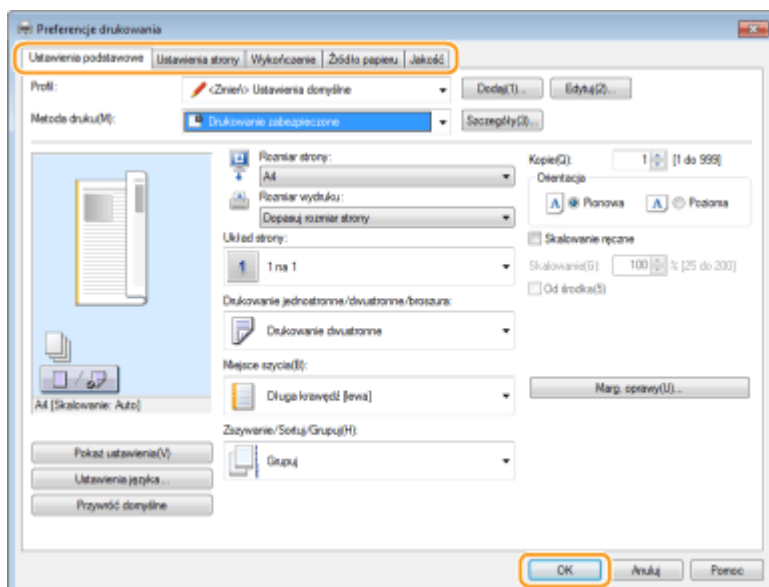 Preferencje drukowania
Ustawienia podstawowe Ustawienia strony Wykończenie Źródło papieru Jakość
Profil: <Zmień> Ustawienia domyślne Dodaj(1)... Edytuj(2)...
Metoda druku(M): Drukowanie zabezpieczone Szczegóły(3)...
Rozmiar strony:
A4
Rozmiar wydruku:
Dopasuj rozmiar strony
Układ strony:
1 1 na 1
Drukowanie jednostronne/dwustronne/broszura:
Drukowanie dwustronne
Miejsce szycia(B):
Długa krawędź [lewa]
Zszywanie/Sortuj/Grupuj(H):
Grupuj
Kopie(Q): 1 [1 do 999]
Orientacja
A Pionowa A Pozioma
Skalowanie ręczne
Skalowanie(G): 100 % [25 do 200]
Od środka(5)
Marg. oprawy(U)...
A4 [Skalowanie: Auto]
Pokaż ustawienia(V)
Ustawienia języka...
Przywróć domyślne
OK Anuluj Pomoc